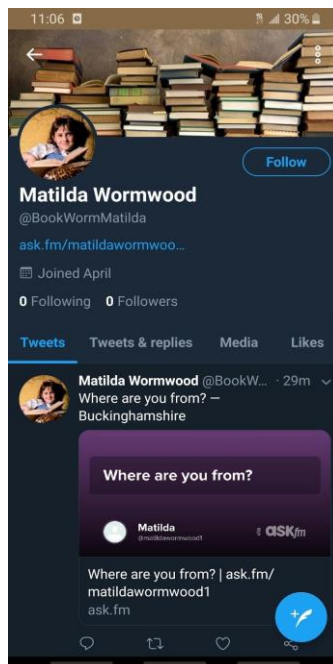 11:06
30%
Follow
Matilda Wormwood
@BookWormMatilda
ask.fm/matildawormwoo...
Joined April
0 Following 0 Followers
Tweets Tweets & replies Media Likes
Matilda Wormwood @BookW... · 29m
Where are you from? —
Buckinghamshire
Where are you from?
Matilda
@matildawormwood1
ASKfm
Where are you from? | ask.fm/
matildawormwood1
ask.fm